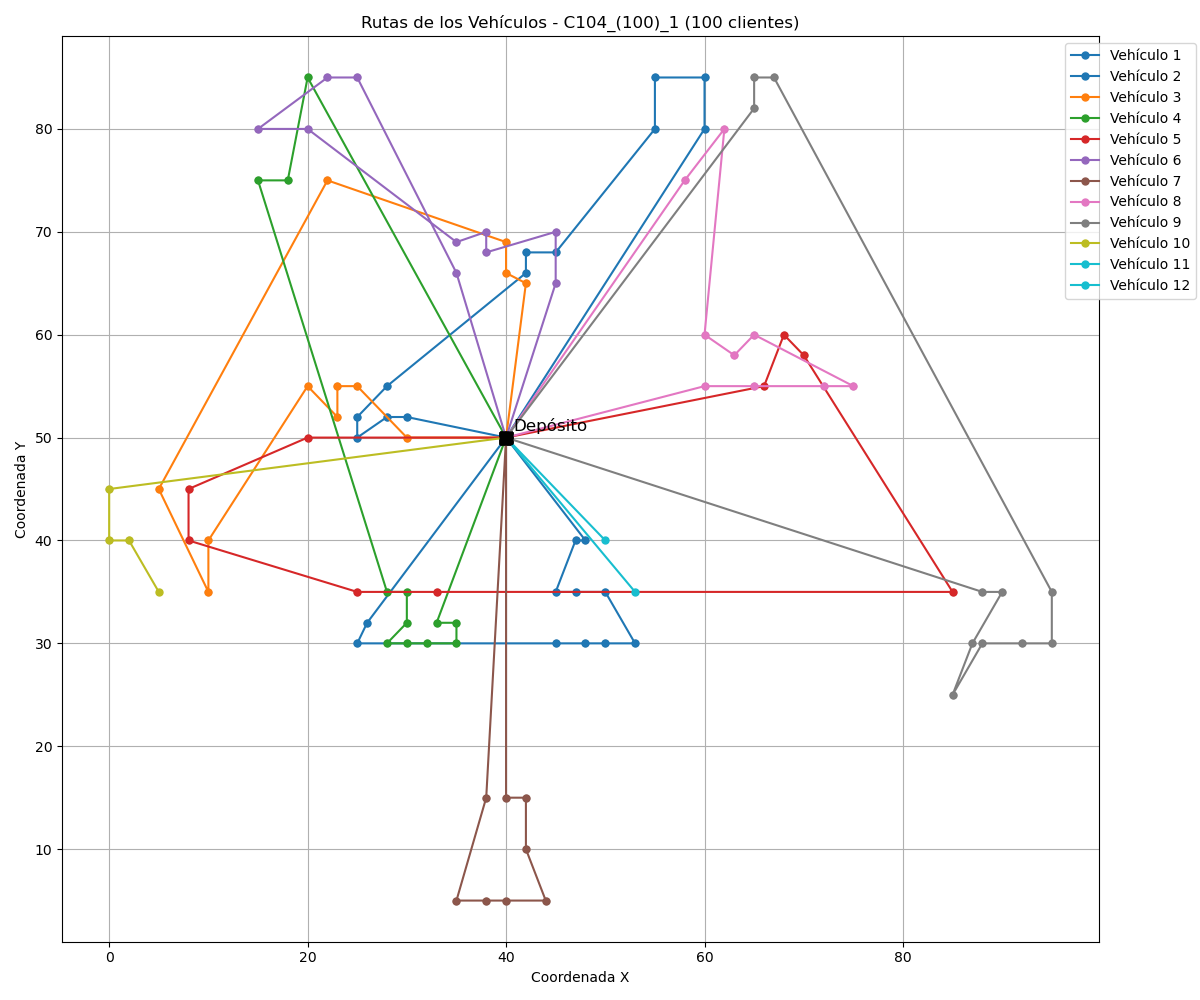 Rutas de los Vehículos - C104_(100)_1 (100 clientes)
Vehículo 1
Vehículo 2
Vehículo 3
Vehículo 4
Vehículo 5
Vehículo 6
Vehículo 7
Vehículo 8
Vehículo 9
Vehículo 10
Vehículo 11
Vehículo 12
Coordenada Y
80
70
60
50
40
30
20
10
Depósito
0 20 40 60 80
Coordenada X